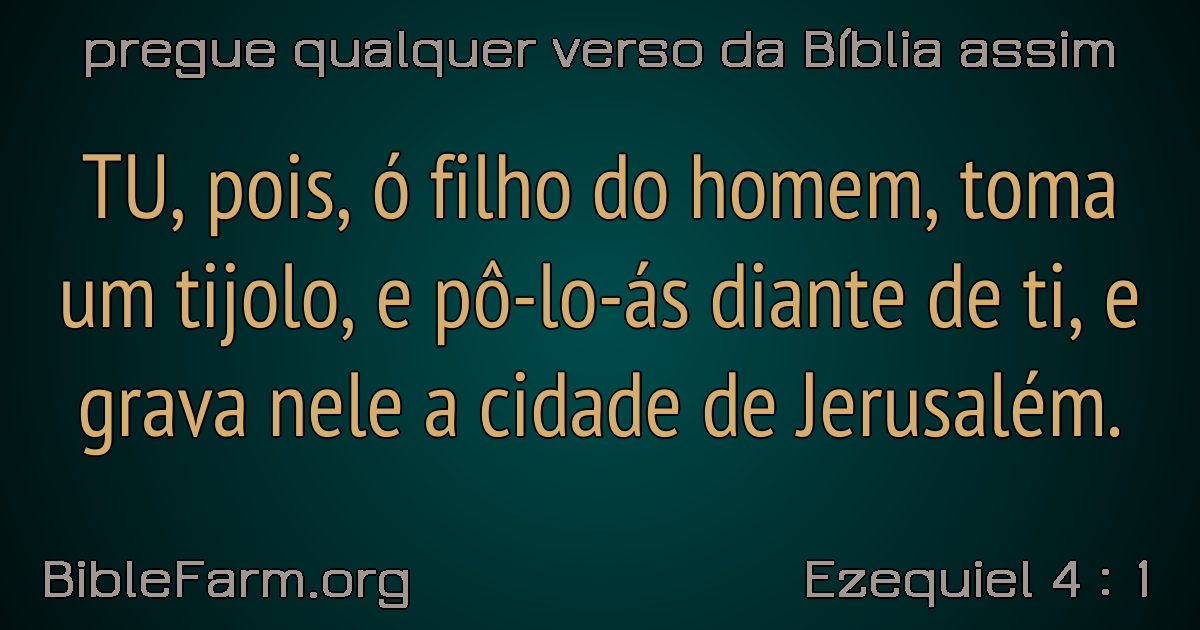 pregue qualquer verso da Bíblia assim
TU, pois, ó filho do homem, toma
um tijolo, e pô-lo-ás diante de ti, e
grava nele a cidade de Jerusalém.
BibleFarm.org
Ezequiel 4 : 1